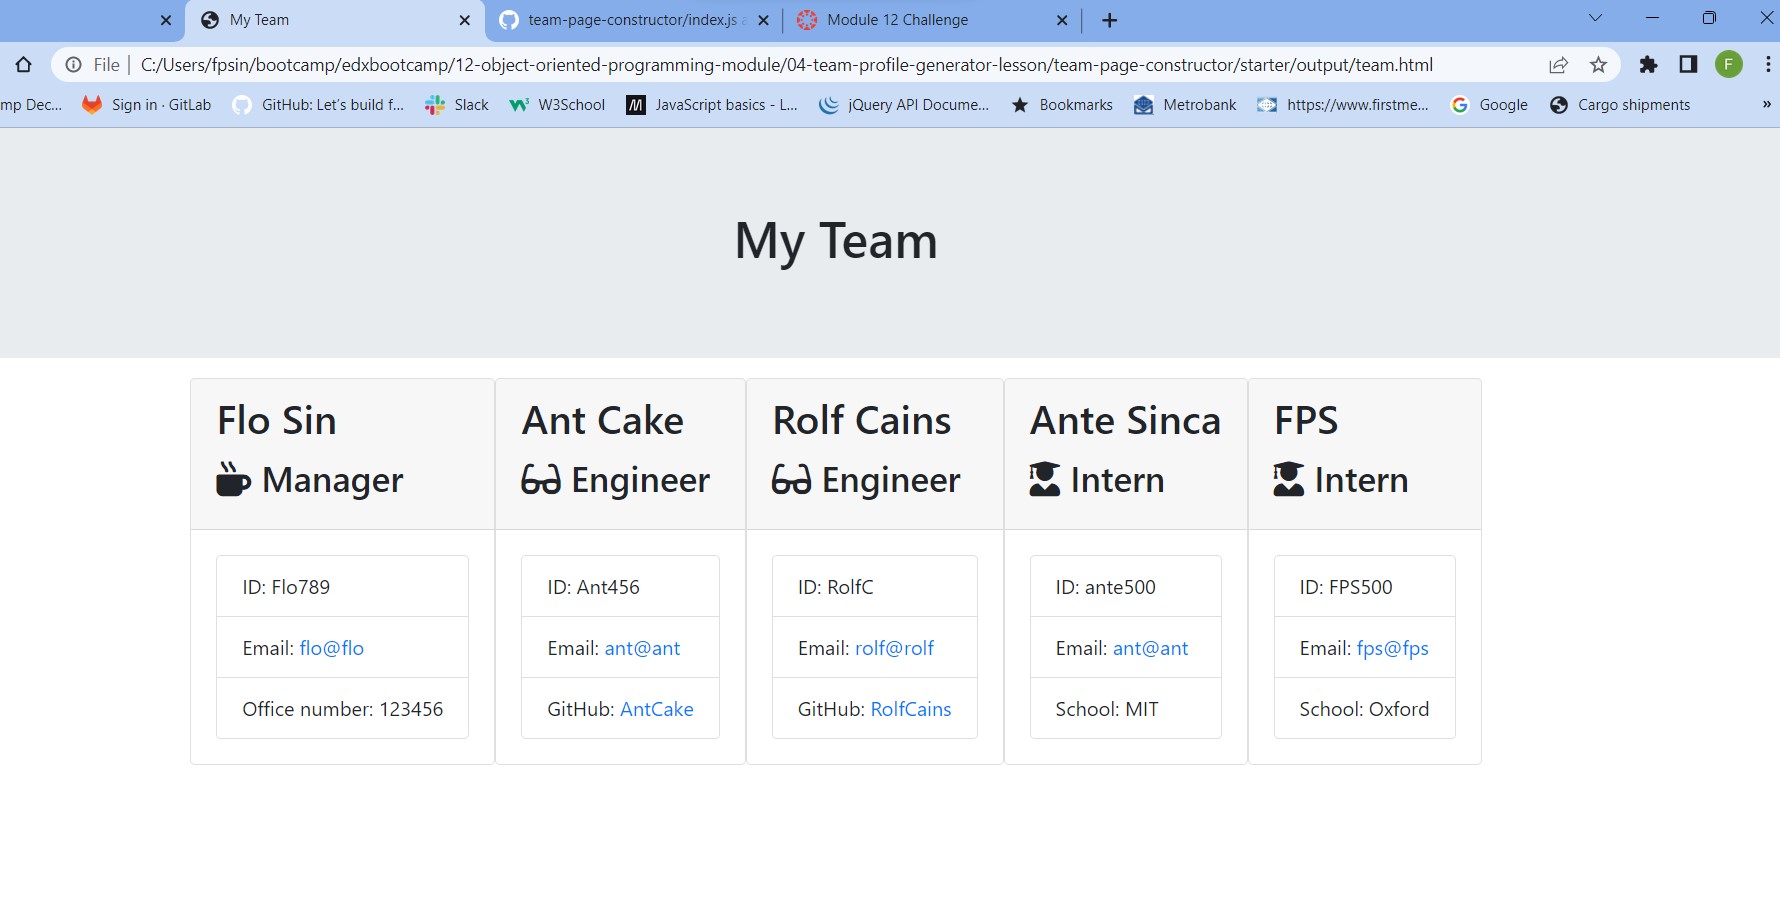 My Team
team-page-constructor/index.js a
Module 12 Challenge
File
C:/Users/fpsin/bootcamp/edxbootcamp/12-object-oriented-programming-module/04-team-profile-generator-lesson/team-page-constructor/starter/output/team.html
F
mp Dec...
Sign in · GitLab
GitHub: Let's build f...
Slack
W3School
JavaScript basics - L...
jQuery API Docume...
Bookmarks
Metrobank
https://www.firstme...
Google
Cargo shipments
»
My Team
Flo Sin
Manager
ID: Flo789
Email: flo@flo
Office number: 123456
Ant Cake
Engineer
ID: Ant456
Email: ant@ant
GitHub: AntCake
Rolf Cains
Engineer
ID: RolfC
Email: rolf@rolf
GitHub: RolfCains
Ante Sinca
Intern
ID: ante500
Email: ant@ant
School: MIT
FPS
Intern
ID: FPS500
Email: fps@fps
School: Oxford